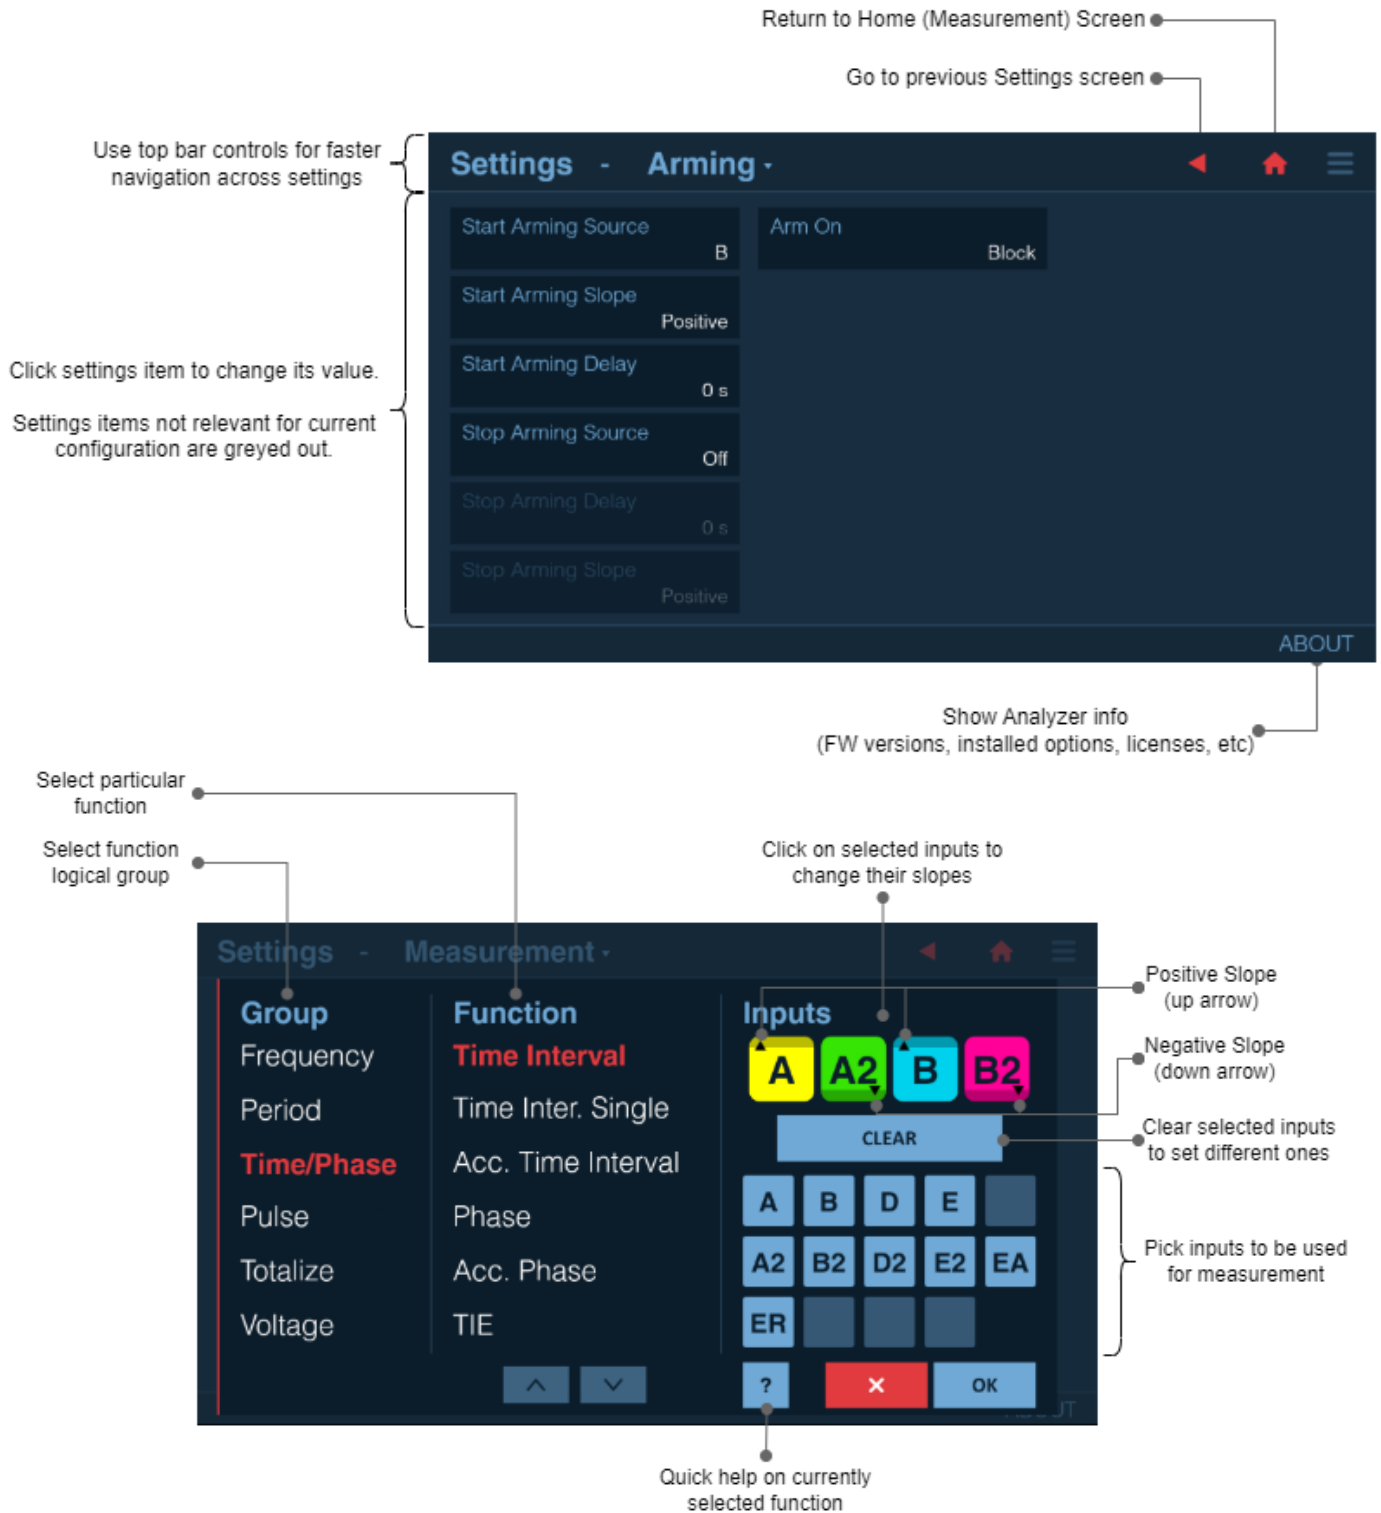 Return to Home (Measurement) Screen
Go to previous Settings screen
Use top bar controls for faster
navigation across settings
Settings - Arming
Start Arming Source
B
Arm On
Block
Start Arming Slope
Positive
Start Arming Delay
0 s
Stop Arming Source
Off
Stop Arming Delay
0 s
Stop Arming Slope
Positive
Click settings item to change its value.
Settings items not relevant for current
configuration are greyed out.
ABOUT
Show Analyzer info
(FW versions, installed options, licenses, etc)
Select particular
function
Select function
logical group
Click on selected inputs to
change their slopes
Settings - Measurement
Group
Frequency
Period
Time/Phase
Pulse
Totalize
Voltage
Function
Time Interval
Time Inter. Single
Acc. Time Interval
Phase
Acc. Phase
TIE
Inputs
A A2 B B2
CLEAR
A B D E
A2 B2 D2 E2 EA
ER
? X OK
ABOUT
Positive Slope
(up arrow)
Negative Slope
(down arrow)
Clear selected inputs
to set different ones
Pick inputs to be used
for measurement
Quick help on currently
selected function